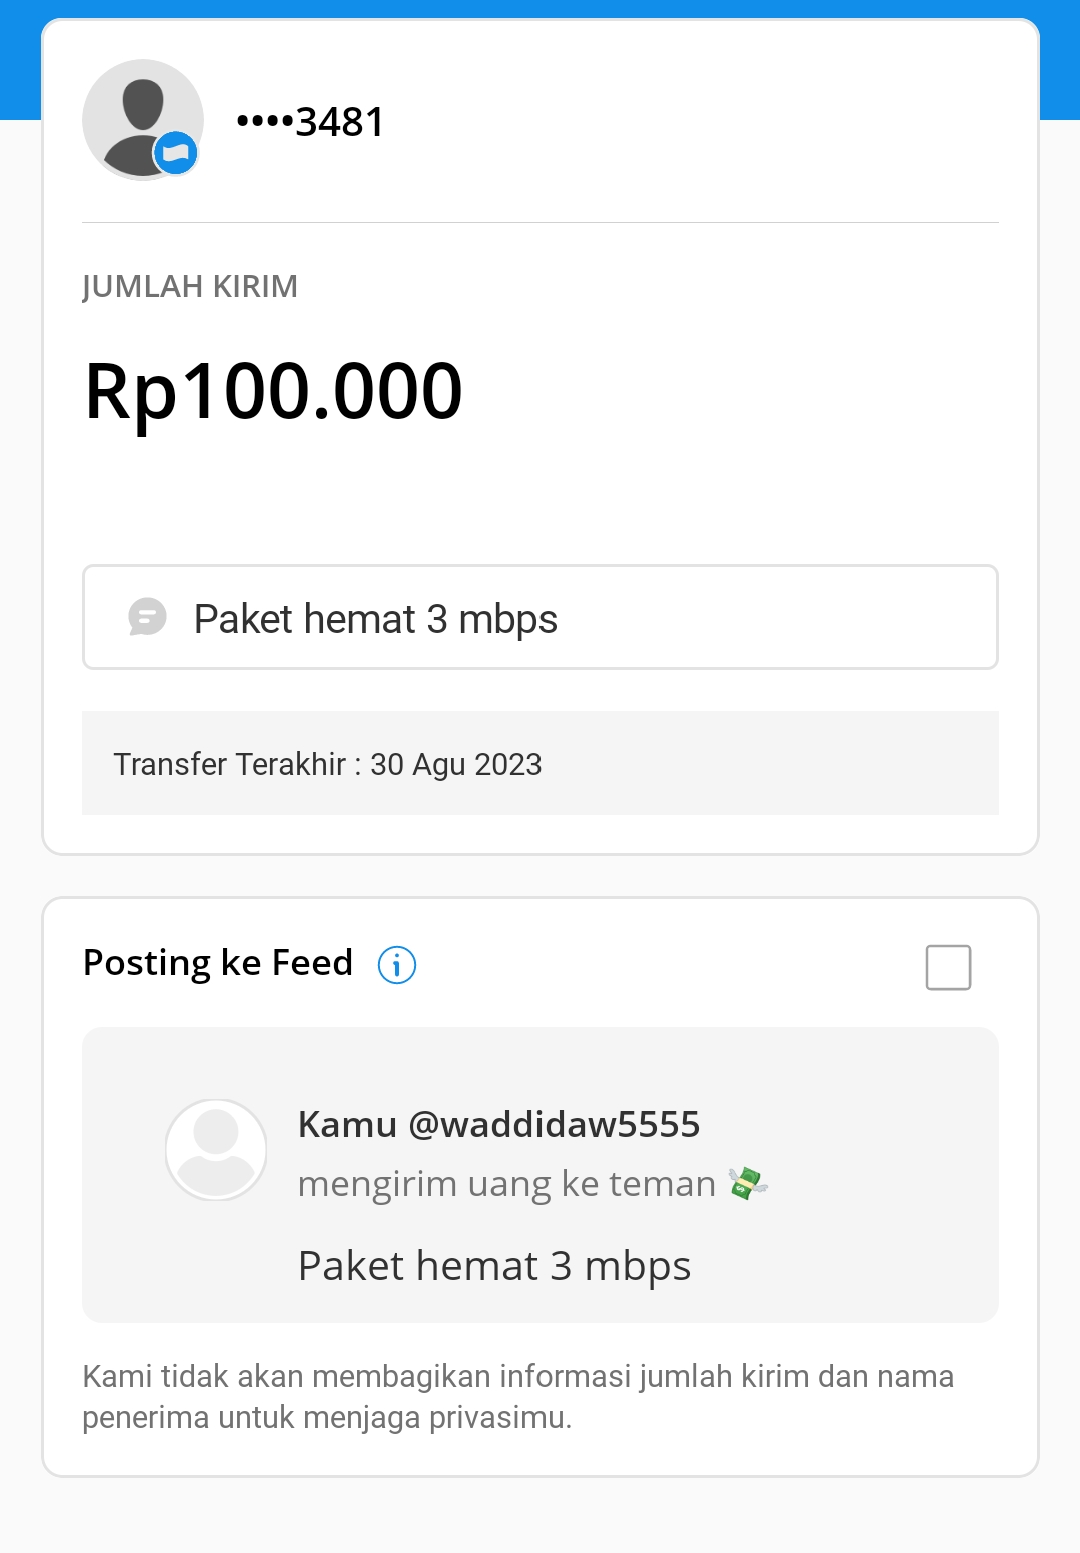 ••••3481
JUMLAH KIRIM
Rp100.000
Paket hemat 3 mbps
Transfer Terakhir : 30 Agu 2023
Posting ke Feed
Kamu @waddidaw5555
mengirim uang ke teman 💸
Paket hemat 3 mbps
Kami tidak akan membagikan informasi jumlah kirim dan nama
penerima untuk menjaga privasimu.